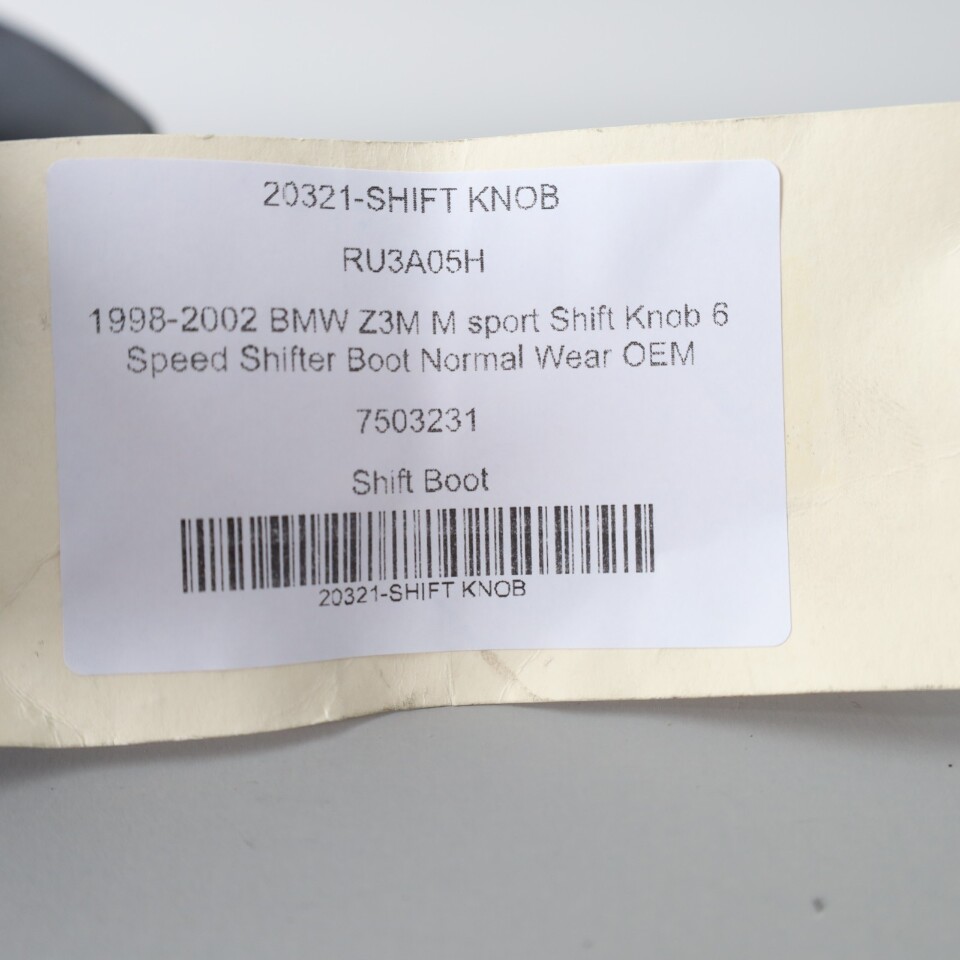 20321-SHIFT KNOB
RU3A05H
1998-2002 BMW Z3M M sport Shift Knob 6
Speed Shifter Boot Normal Wear OEM
7503231
Shift Boot
20321-SHIFT KNOB